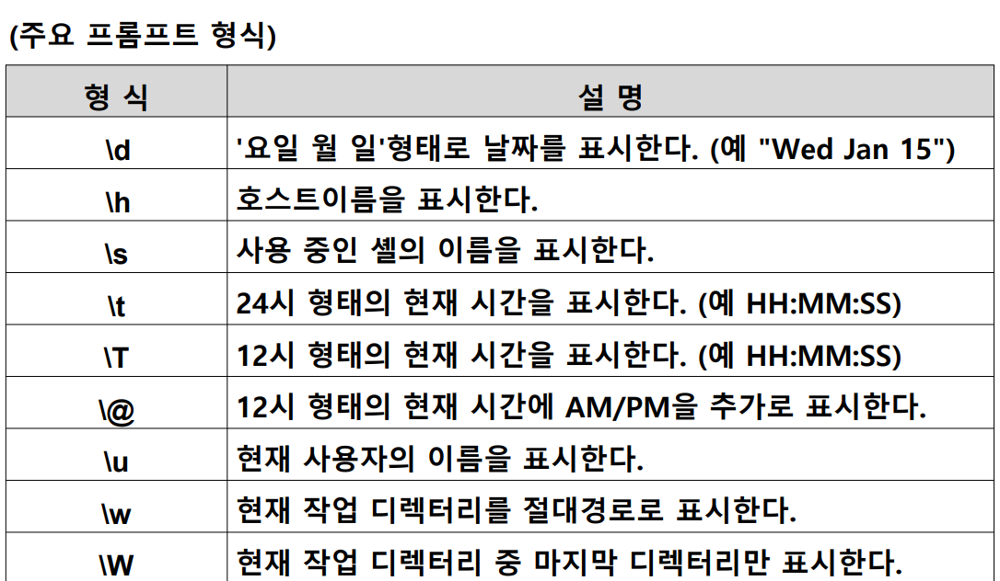 (주요 프롬프트 형식)
형 식 설 명
\d '요일 월 일'형태로 날짜를 표시한다. (예 "Wed Jan 15")
\h 호스트이름을 표시한다.
\s 사용 중인 셸의 이름을 표시한다.
\t 24시 형태의 현재 시간을 표시한다. (예 HH:MM:SS)
\T 12시 형태의 현재 시간을 표시한다. (예 HH:MM:SS)
\@ 12시 형태의 현재 시간에 AM/PM을 추가로 표시한다.
\u 현재 사용자의 이름을 표시한다.
\w 현재 작업 디렉터리를 절대경로로 표시한다.
\W 현재 작업 디렉터리 중 마지막 디렉터리만 표시한다.